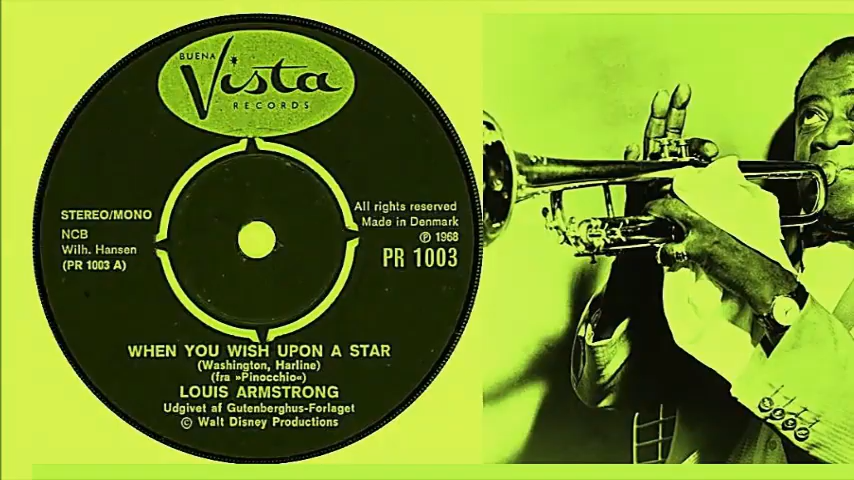 BUENA
Vista
RECORDS
STEREO/MONO
NCB
Wilh. Hansen
(PR 1003 A)
All rights reserved
Made in Denmark
℗ 1968
PR 1003
WHEN YOU WISH UPON A STAR
(Washington, Harline)
(fra »Pinocchio«)
LOUIS ARMSTRONG
Udgivet af Gutenberghus-Forlaget
© Walt Disney Productions